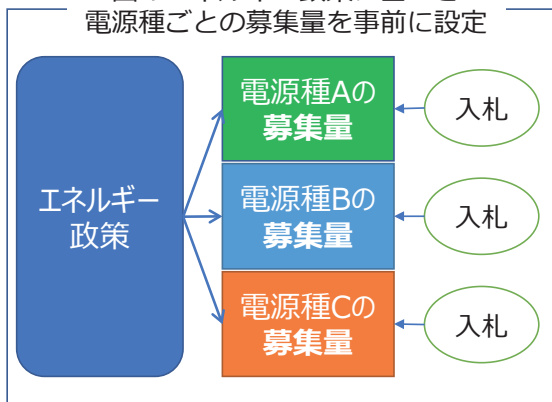 電源種ごとの募集量を事前に設定
エネルギー
政策
電源種Aの
募集量
入札
電源種Bの
募集量
入札
電源種Cの
募集量
入札